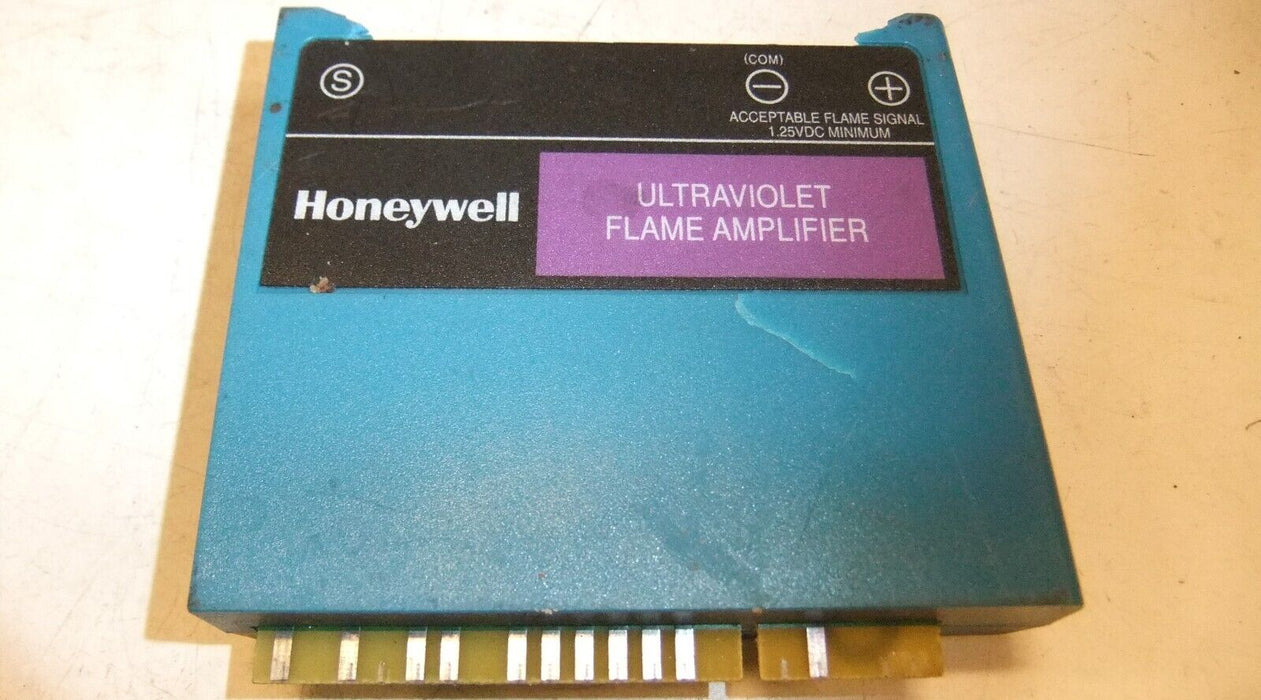 S
(COM)
− +
ACCEPTABLE FLAME SIGNAL
1.25VDC MINIMUM
Honeywell
ULTRAVIOLET
FLAME AMPLIFIER